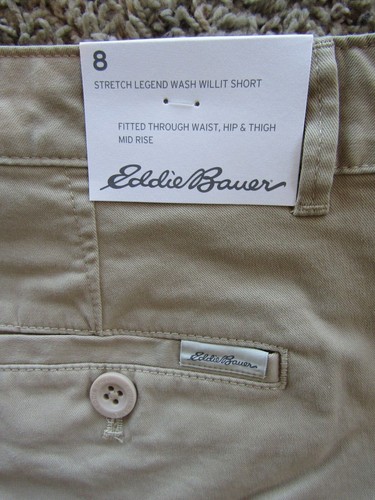 8
STRETCH LEGEND WASH WILLIT SHORT
FITTED THROUGH WAIST, HIP & THIGH
MID RISE
Eddie Bauer
Eddie Bauer